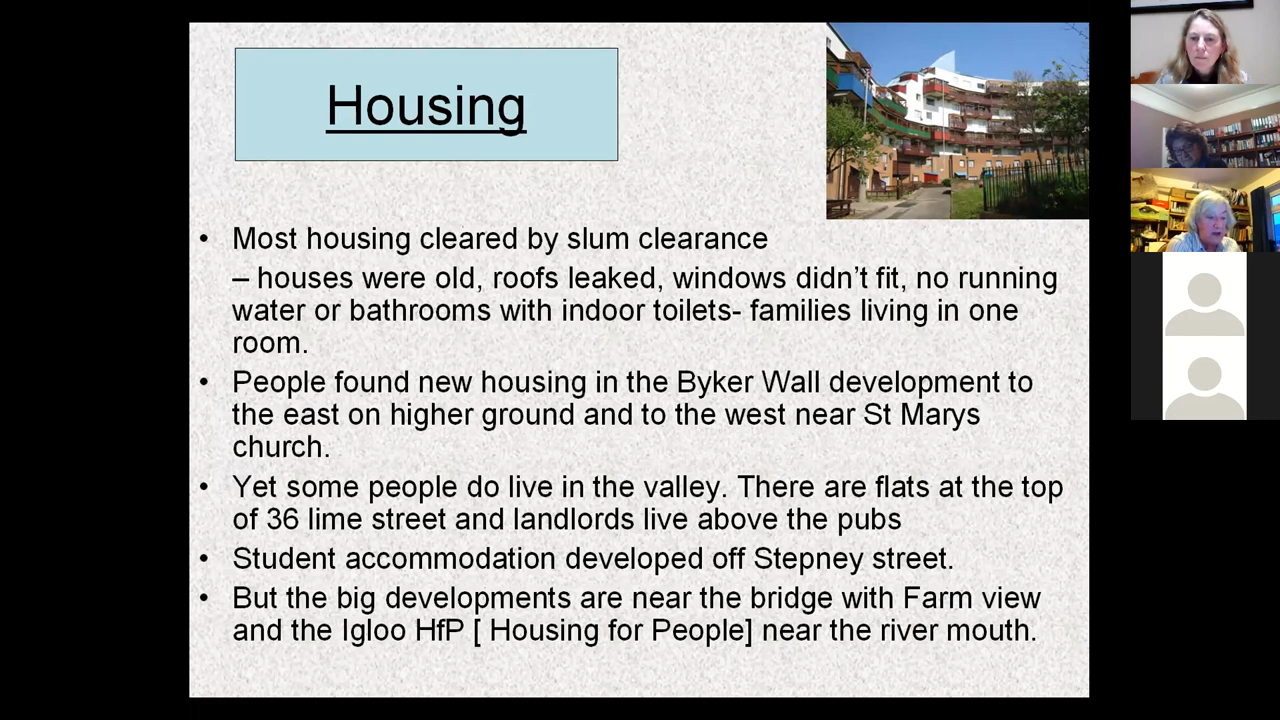 Housing
• Most housing cleared by slum clearance
– houses were old, roofs leaked, windows didn’t fit, no running
water or bathrooms with indoor toilets- families living in one
room.
• People found new housing in the Byker Wall development to
the east on higher ground and to the west near St Marys
church.
• Yet some people do live in the valley. There are flats at the top
of 36 lime street and landlords live above the pubs
• Student accommodation developed off Stepney street.
• But the big developments are near the bridge with Farm view
and the Igloo HfP [ Housing for People] near the river mouth.